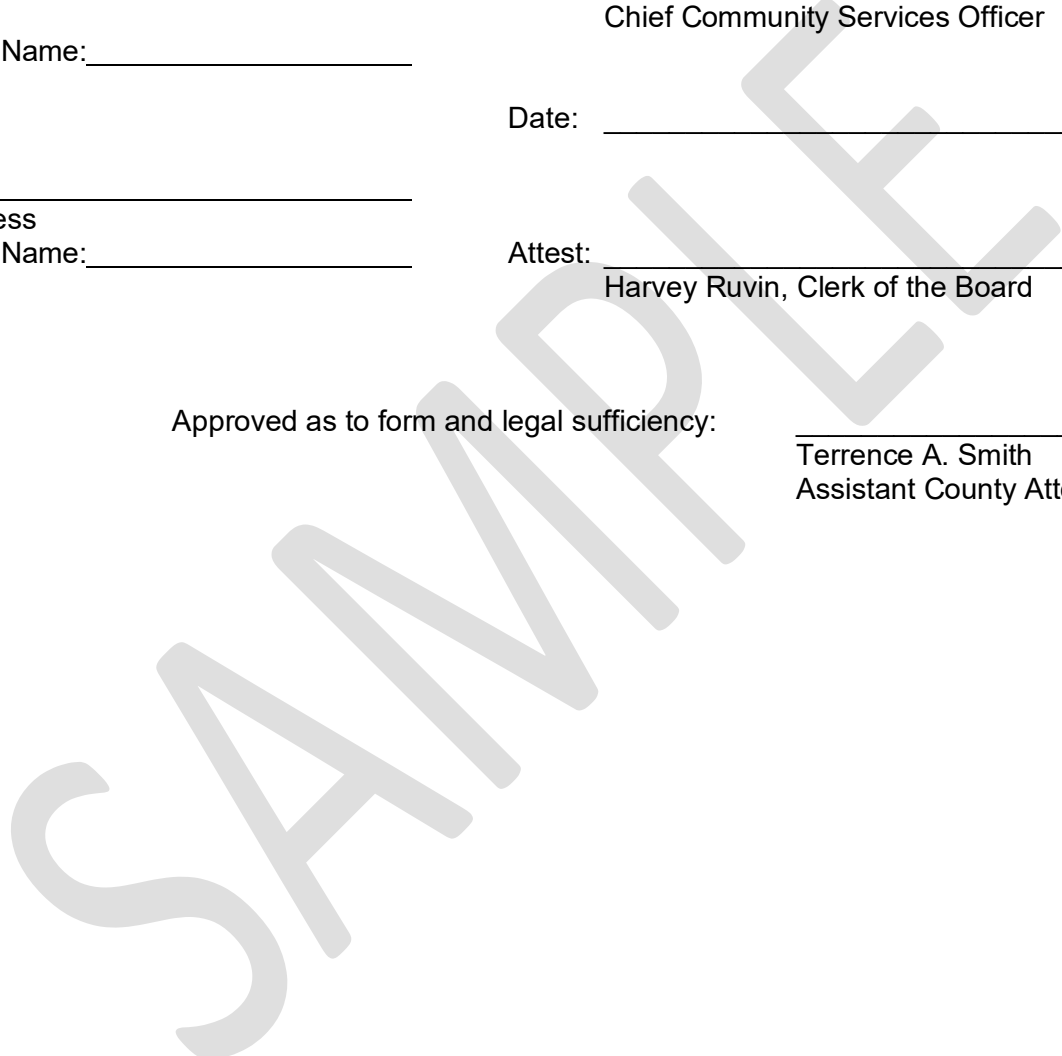 Chief Community Services Officer
Name:
Date:
ess
Name:
Attest:
Harvey Ruvin, Clerk of the Board
Approved as to form and legal sufficiency:
Terrence A. Smith
Assistant County Att
SAMPLE